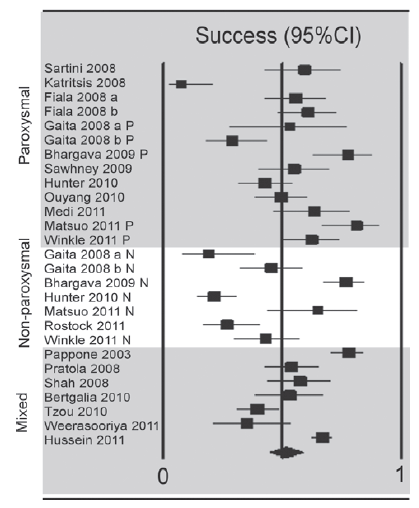 Success (95%CI)
Paroxysmal
Sartini 2008
Katritsis 2008
Fiala 2008 a
Fiala 2008 b
Gaita 2008 a P
Gaita 2008 b P
Bhargava 2009 P
Sawhney 2009
Hunter 2010
Ouyang 2010
Medi 2011
Matsuo 2011 P
Winkle 2011 P
Non-paroxysmal
Gaita 2008 a N
Gaita 2008 b N
Bhargava 2009 N
Hunter 2010 N
Matsuo 2011 N
Rostock 2011
Winkle 2011 N
Mixed
Pappone 2003
Pratola 2008
Shah 2008
Bertgalia 2010
Tzou 2010
Weerasooriya 2011
Hussein 2011
0 1